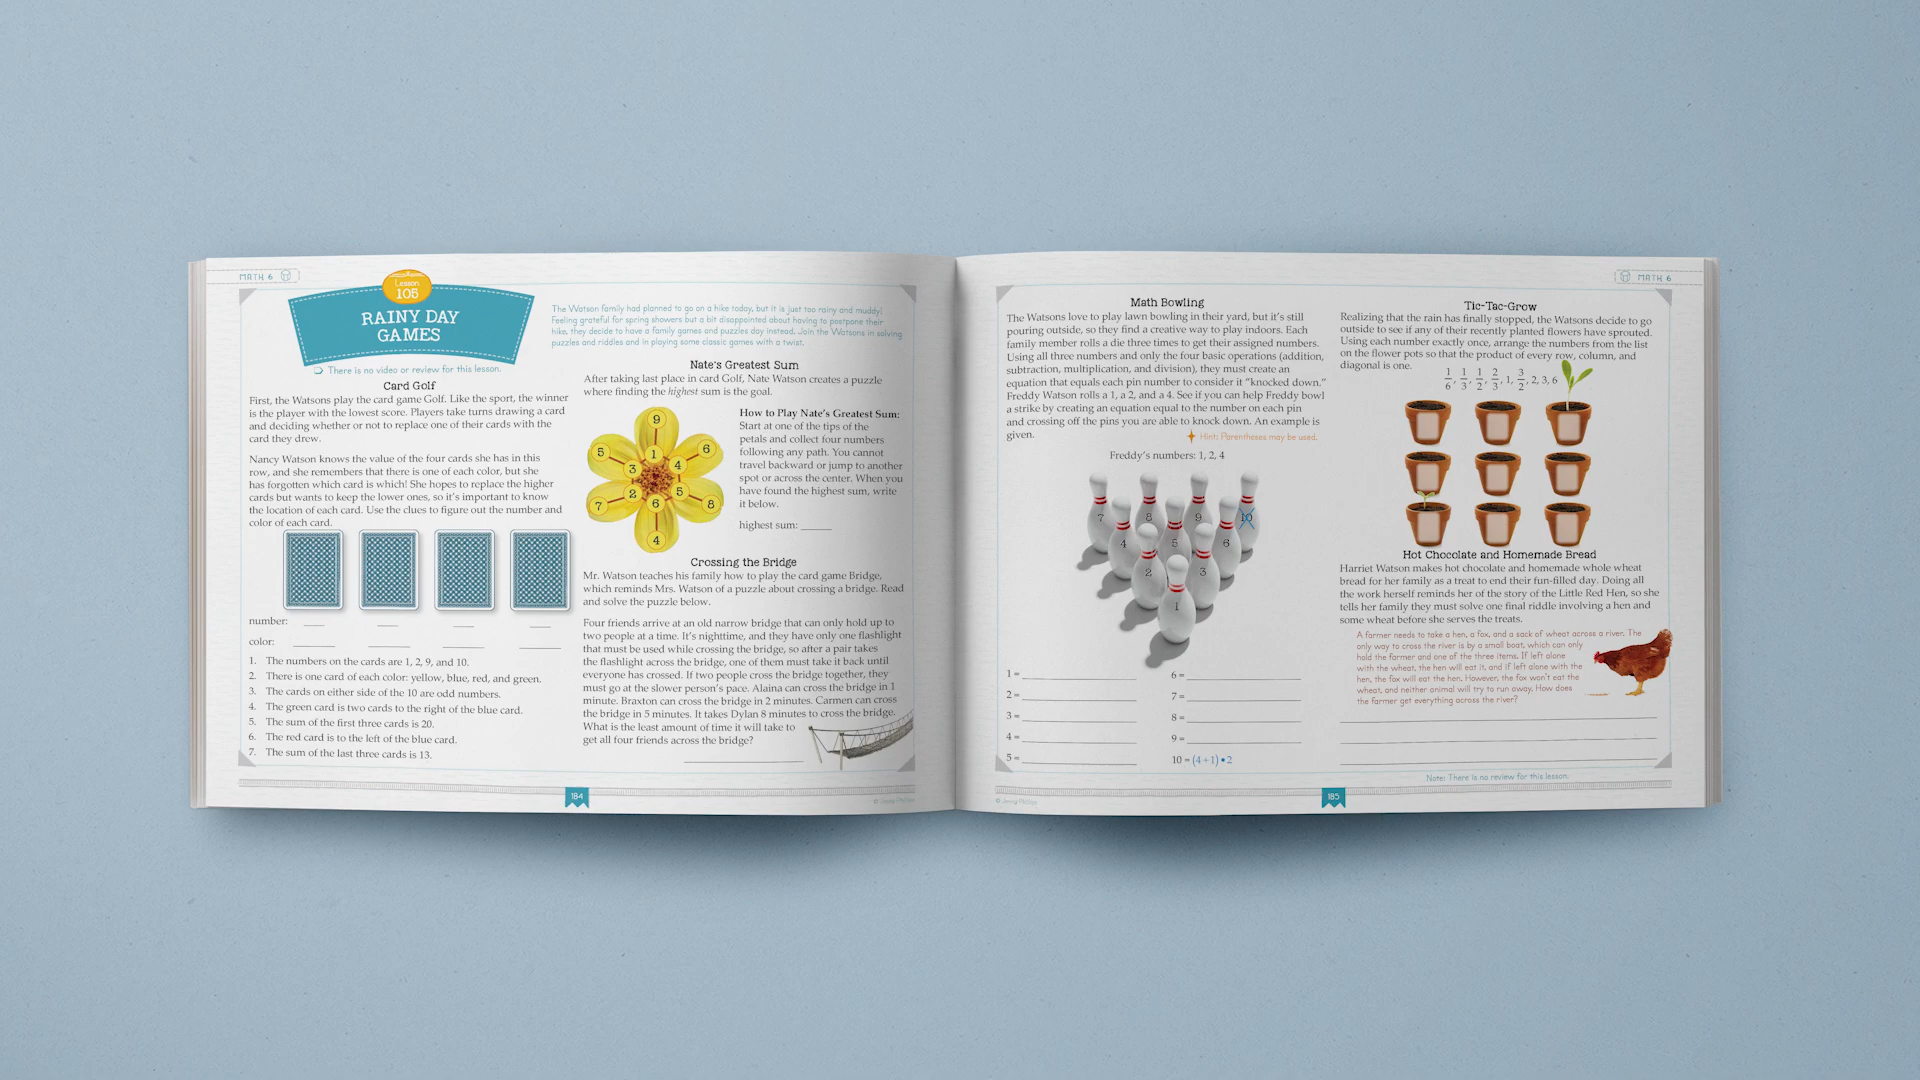 MATH 6
Lesson
105
RAINY DAY
GAMES
The Watson family had planned to go on a hike today, but it is just too rainy and muddy!
Feeling grateful for spring showers but a bit disappointed about having to postpone their
hike, they decide to have a family games and puzzles day instead. Join the Watsons in solving
puzzles and riddles and in playing some classic games with a twist.
There is no video or review for this lesson.
Card Golf
First, the Watsons play the card game Golf. Like the sport, the winner
is the player with the lowest score. Players take turns drawing a card
and deciding whether or not to replace one of their cards with the
card they drew.
Nancy Watson knows the value of the four cards she has in this
row, and she remembers that there is one of each color, but she
has forgotten which card is which! She hopes to replace the higher
cards but wants to keep the lower ones, so it's important to know
the location of each card. Use the clues to figure out the number and
color of each card.
number:
color:
1. The numbers on the cards are 1, 2, 9, and 10.
2. There is one card of each color: yellow, blue, red, and green.
3. The cards on either side of the 10 are odd numbers.
4. The green card is two cards to the right of the blue card.
5. The sum of the first three cards is 20.
6. The red card is to the left of the blue card.
7. The sum of the last three cards is 13.
Nate's Greatest Sum
After taking last place in card Golf, Nate Watson creates a puzzle
where finding the highest sum is the goal.
9
5 1 6
3 4
2 5
7 6 8
4
How to Play Nate's Greatest Sum:
Start at one of the tips of the
petals and collect four numbers
following any path. You cannot
travel backward or jump to another
spot or across the center. When you
have found the highest sum, write
it below.
highest sum:
Crossing the Bridge
Mr. Watson teaches his family how to play the card game Bridge,
which reminds Mrs. Watson of a puzzle about crossing a bridge. Read
and solve the puzzle below.
Four friends arrive at an old narrow bridge that can only hold up to
two people at a time. It's nighttime, and they have only one flashlight
that must be used while crossing the bridge, so after a pair takes
the flashlight across the bridge, one of them must take it back until
everyone has crossed. If two people cross the bridge together, they
must go at the slower person's pace. Alaina can cross the bridge in 1
minute. Braxton can cross the bridge in 2 minutes. Carmen can cross
the bridge in 5 minutes. It takes Dylan 8 minutes to cross the bridge.
What is the least amount of time it will take to
get all four friends across the bridge?
184
© Jenny Phillips
MATH 6
Math Bowling
The Watsons love to play lawn bowling in their yard, but it's still
pouring outside, so they find a creative way to play indoors. Each
family member rolls a die three times to get their assigned numbers.
Using all three numbers and only the four basic operations (addition,
subtraction, multiplication, and division), they must create an
equation that equals each pin number to consider it "knocked down."
Freddy Watson rolls a 1, a 2, and a 4. See if you can help Freddy bowl
a strike by creating an equation equal to the number on each pin
and crossing off the pins you are able to knock down. An example is
given.
Hint: Parentheses may be used.
Freddy's numbers: 1, 2, 4
7 8 9 10
4 5 6
2 3
1
1 =
2 =
3 =
4 =
5 =
6 =
7 =
8 =
9 =
10 = (4 + 1) • 2
Tic-Tac-Grow
Realizing that the rain has finally stopped, the Watsons decide to go
outside to see if any of their recently planted flowers have sprouted.
Using each number exactly once, arrange the numbers from the list
on the flower pots so that the product of every row, column, and
diagonal is one.
1/6, 1/3, 1/2, 2/3, 1, 3/2, 2, 3, 6
Hot Chocolate and Homemade Bread
Harriet Watson makes hot chocolate and homemade whole wheat
bread for her family as a treat to end their fun-filled day. Doing all
the work herself reminds her of the story of the Little Red Hen, so she
tells her family they must solve one final riddle involving a hen and
some wheat before she serves the treats.
A farmer needs to take a hen, a fox, and a sack of wheat across a river. The
only way to cross the river is by a small boat, which can only
hold the farmer and one of the three items. If left alone
with the wheat, the hen will eat it, and if left alone with the
hen, the fox will eat the hen. However, the fox won't eat the
wheat, and neither animal will try to run away. How does
the farmer get everything across the river?
Note: There is no review for this lesson.
© Jenny Phillips
185